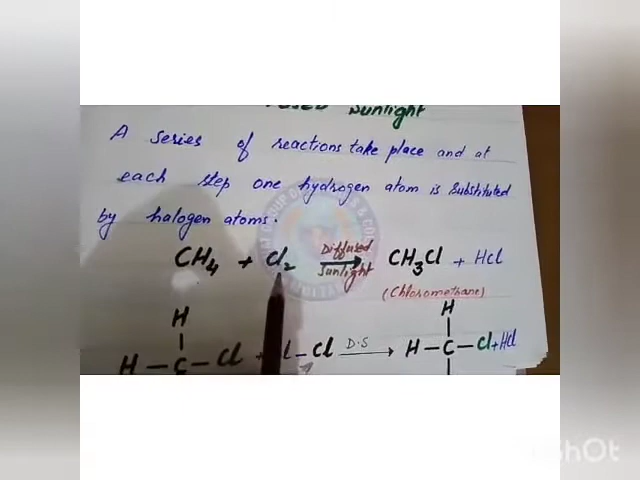 Sunlight
A series of reactions take place and at
each step one hydrogen atom is substituted
by halogen atoms.
CH4 + Cl2 Diffused Sunlight → CH3Cl + HCl
(Chloromethane)
H H
H — C — Cl + l — Cl D.S → H — C — Cl + HCl